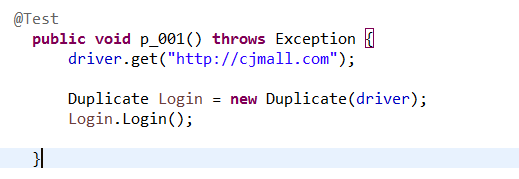 @Test
public void p_001() throws Exception {
driver.get("http://cjmall.com");
Duplicate Login = new Duplicate(driver);
Login.Login();
}